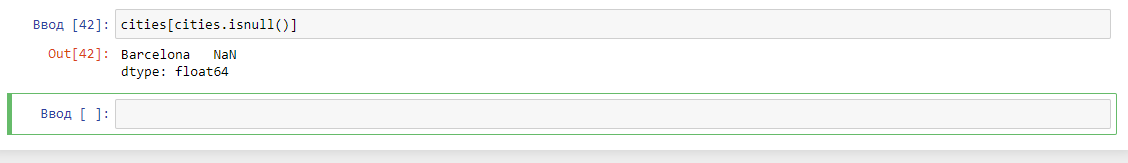 Ввод [42]: cities[cities.isnull()]
Out[42]: Barcelona   NaN
dtype: float64
Ввод [ ]: